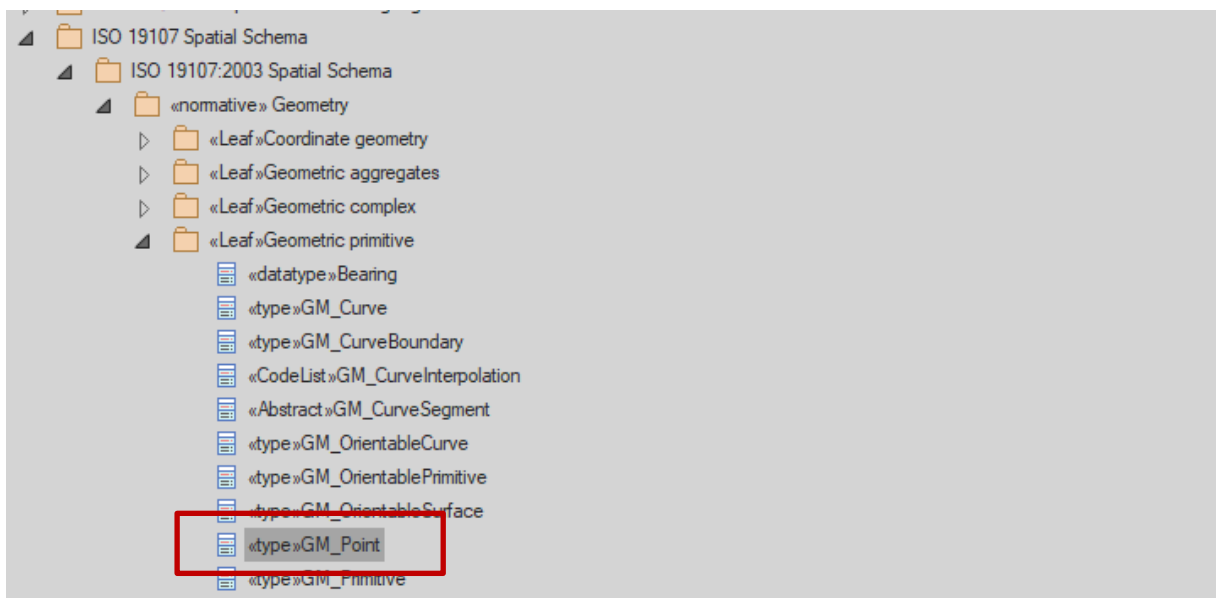 ISO 19107 Spatial Schema
ISO 19107:2003 Spatial Schema
«normative» Geometry
«Leaf»Coordinate geometry
«Leaf»Geometric aggregates
«Leaf»Geometric complex
«Leaf»Geometric primitive
«datatype»Bearing
«type»GM_Curve
«type»GM_CurveBoundary
«CodeList»GM_CurveInterpolation
«Abstract»GM_CurveSegment
«type»GM_OrientableCurve
«type»GM_OrientablePrimitive
«type»GM_OrientableSurface
«type»GM_Point
«type»GM_Primitive